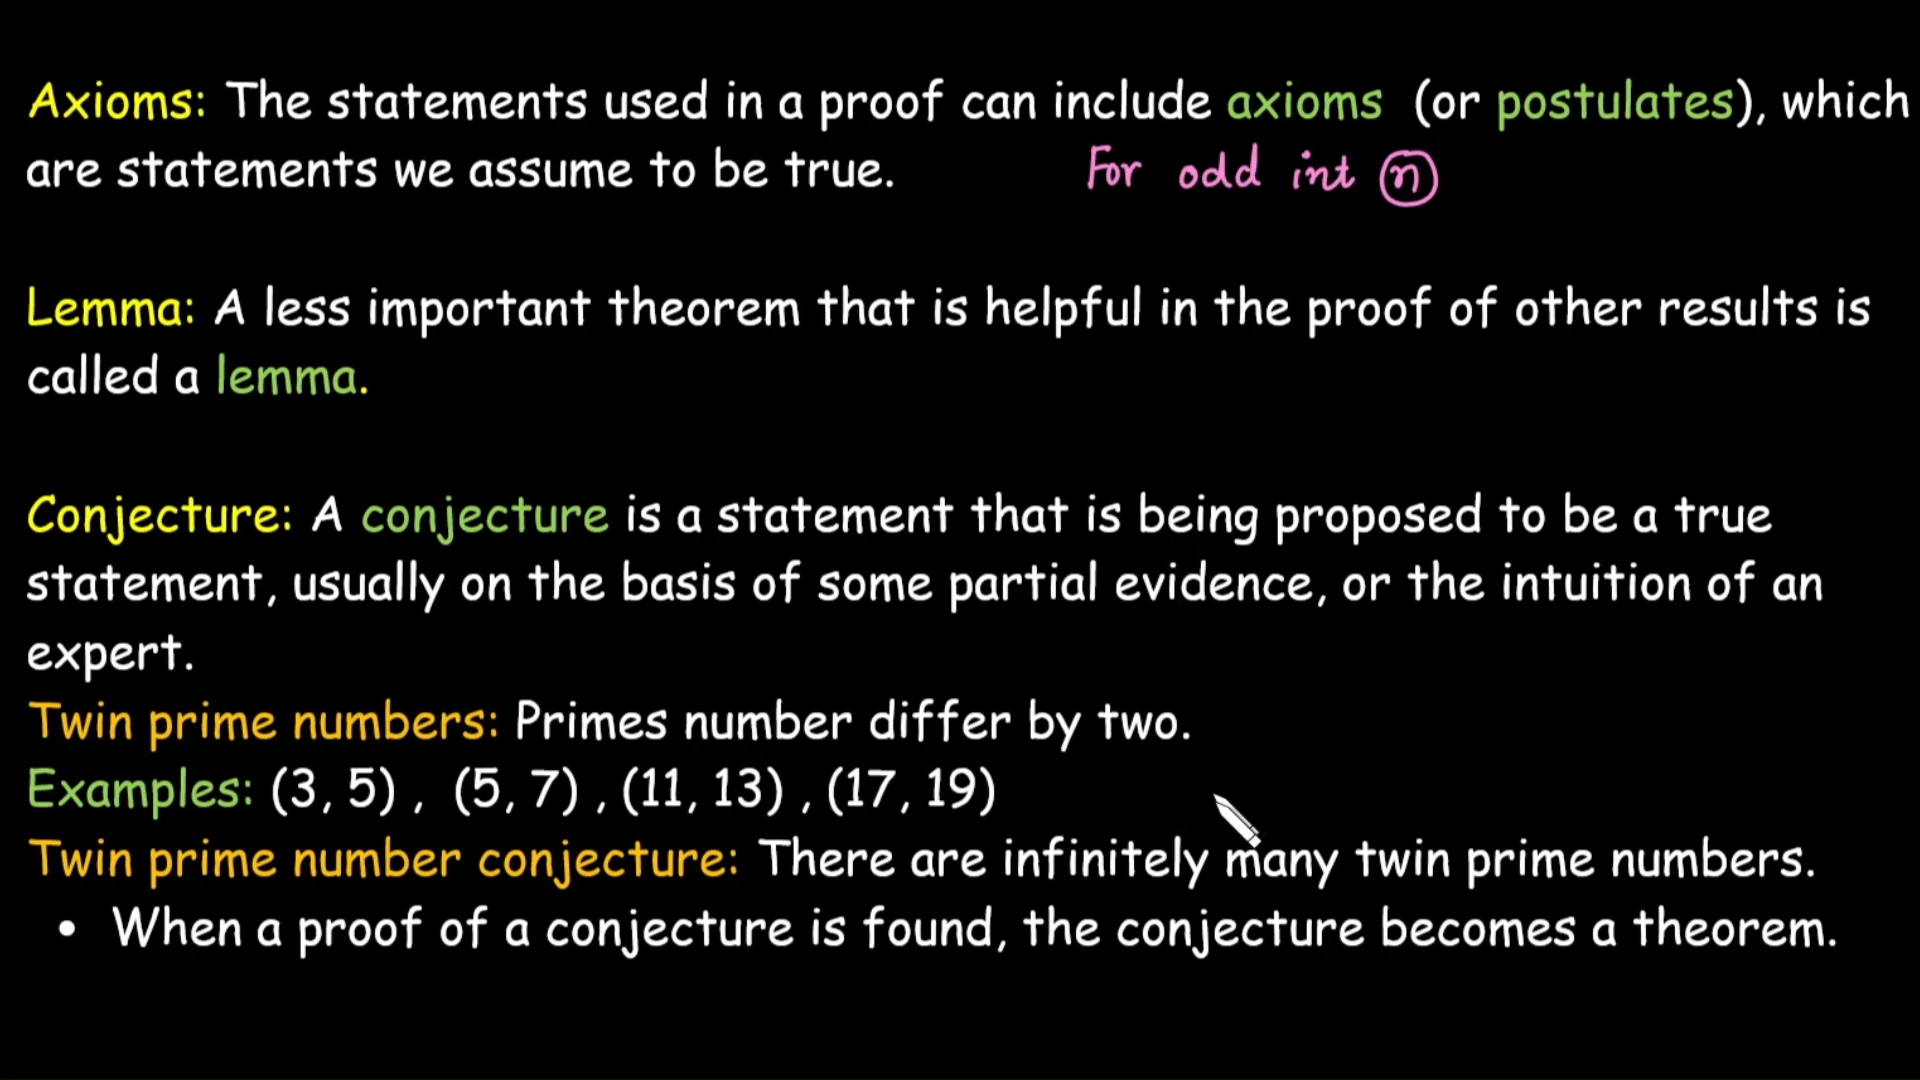 Axioms: The statements used in a proof can include axioms (or postulates), which
are statements we assume to be true. For odd int n
Lemma: A less important theorem that is helpful in the proof of other results is
called a lemma.
Conjecture: A conjecture is a statement that is being proposed to be a true
statement, usually on the basis of some partial evidence, or the intuition of an
expert.
Twin prime numbers: Primes number differ by two.
Examples: (3, 5) , (5, 7) , (11, 13) , (17, 19)
Twin prime number conjecture: There are infinitely many twin prime numbers.
• When a proof of a conjecture is found, the conjecture becomes a theorem.